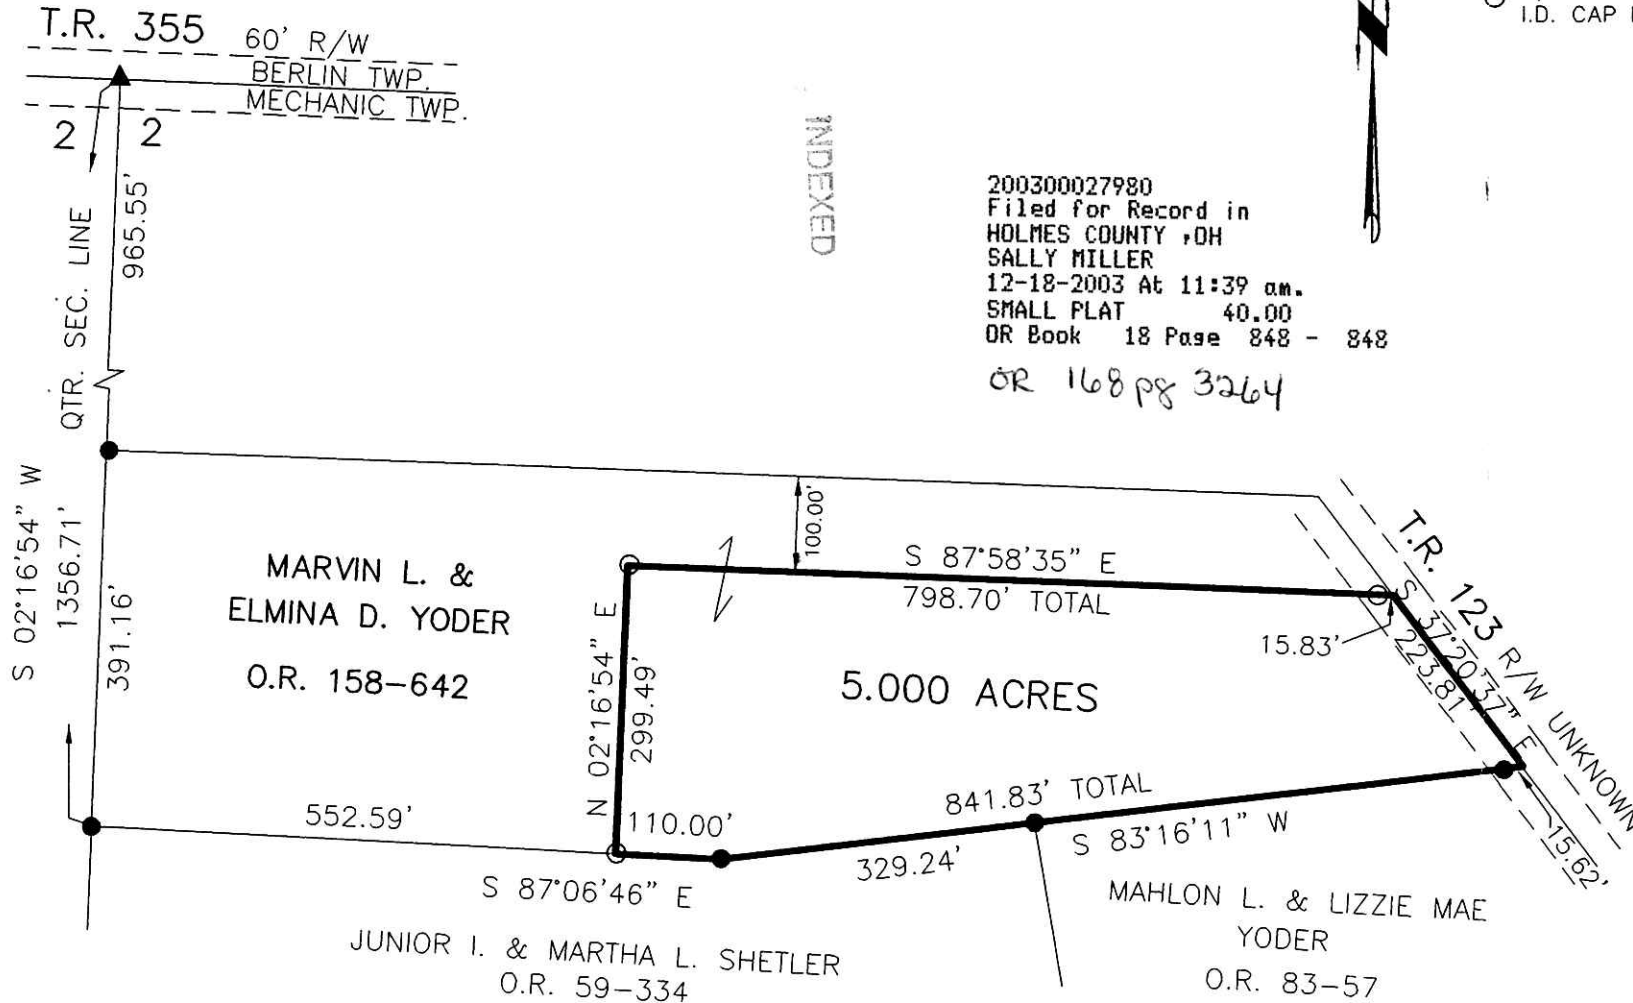 T.R. 355 60' R/W
BERLIN TWP.
MECHANIC TWP.
2 2
I.D. CAP
INDEXED
200300027980
Filed for Record in
HOLMES COUNTY ,OH
SALLY MILLER
12-18-2003 At 11:39 am.
SMALL PLAT 40.00
OR Book 18 Page 848 - 848
OR 168 pg 3264
QTR. SEC. LINE
965.55'
S 02°16'54" W
1356.71'
391.16'
MARVIN L. &
ELMINA D. YODER
O.R. 158-642
100.00'
S 87°58'35" E
798.70' TOTAL
15.83'
T.R. 123 R/W UNKNOWN
S 37°20'37" E
223.81'
N 02°16'54" E
299.49'
5.000 ACRES
552.59'
110.00'
841.83' TOTAL
329.24'
S 83°16'11" W
15.62'
S 87°06'46" E
MAHLON L. & LIZZIE MAE
YODER
O.R. 83-57
JUNIOR I. & MARTHA L. SHETLER
O.R. 59-334